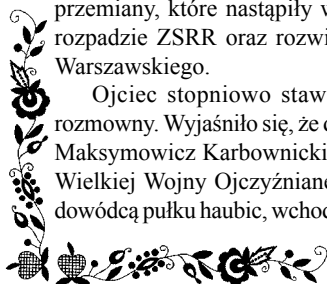 przemiany, które nastąpiły w
rozpadzie ZSRR oraz rozwi
Warszawskiego.
Ojciec stopniowo staw
rozmowny. Wyjaśniło się, że
Maksymowicz Karbownicki
Wielkiej Wojny Ojczyźniane
dowódcą pułku haubic, wchod